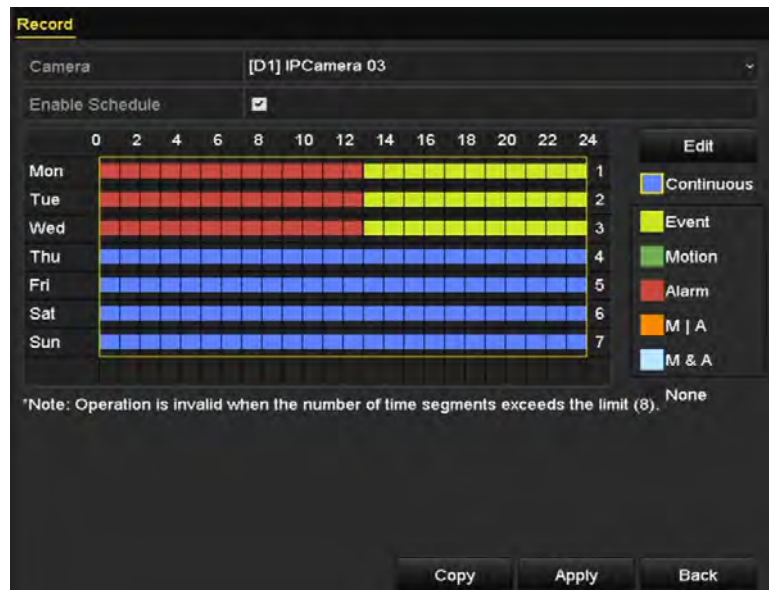 Record
Camera [D1] IPCamera 03
Enable Schedule
0 2 4 6 8 10 12 14 16 18 20 22 24
Edit
Mon 1
Continuous
Tue 2
Wed 3
Event
Thu 4
Motion
Fri 5
Alarm
Sat 6
M | A
Sun 7
M & A
None
*Note: Operation is invalid when the number of time segments exceeds the limit (8).
Copy Apply Back